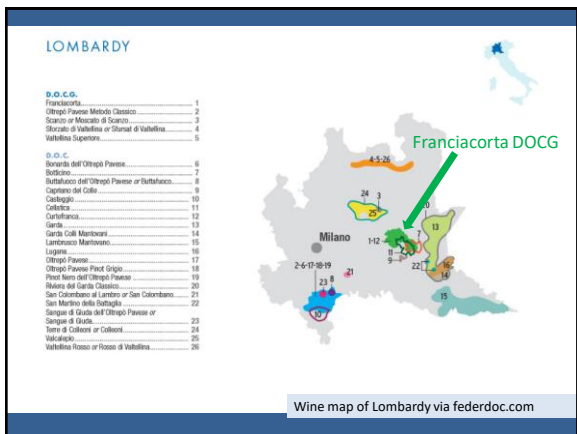 LOMBARDY
D.O.C.G.
Franciacorta 1
Oltrepò Pavese Metodo Classico 2
Scanzo or Moscato di Scanzo 3
Sforzato di Valtellina or Sfursat di Valtellina 4
Valtellina Superiore 5
D.O.C.
Bonarda dell'Oltrepò Pavese 6
Botticino 7
Buttafuoco dell'Oltrepò Pavese or Buttafuoco 8
Capriano del Colle 9
Casteggio 10
Cellatica 11
Curtefranca 12
Garda 13
Garda Colli Mantovani 14
Lambrusco Mantovano 15
Lugana 16
Oltrepò Pavese 17
Oltrepò Pavese Pinot Grigio 18
Pinot Nero dell'Oltrepò Pavese 19
Riviera del Garda Classico 20
San Colombano al Lambro or San Colombano 21
San Martino della Battaglia 22
Sangue di Giuda dell'Oltrepò Pavese or
Sangue di Giuda 23
Terre di Colleoni or Colleoni 24
Valcalepio 25
Valtellina Rosso or Rosso di Valtellina 26
Franciacorta DOCG
4-5-26
24
3
20
25
13
Milano
1-12
7
11
9
22
16
14
2-6-17-18-19
21
23
8
15
10
Wine map of Lombardy via federdoc.com